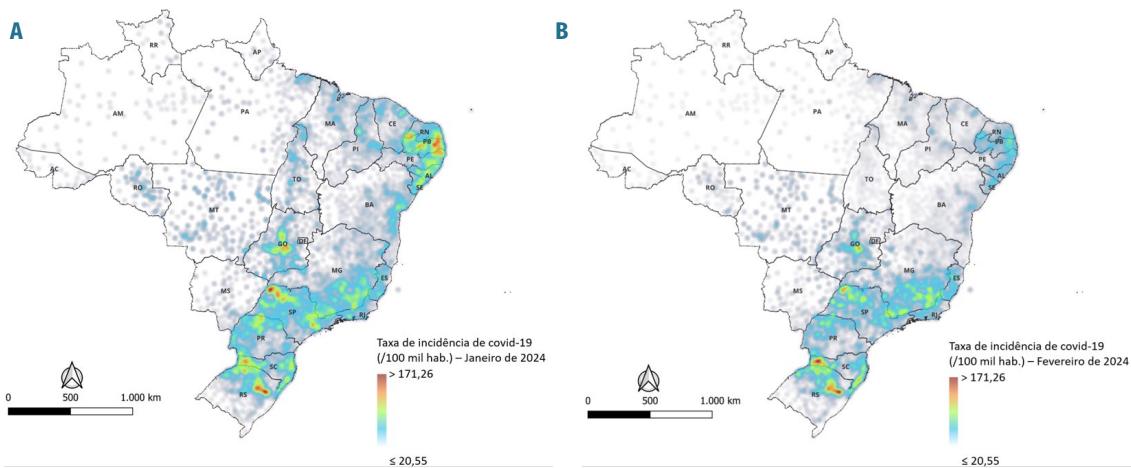 A
RR
AP
AM
PA
MA
CE
RN
PB
PI
PE
AL
SE
AC
RO
TO
BA
MT
GO
DF
MG
ES
MS
SP
RJ
PR
SC
RS
Taxa de incidência de covid-19
(/100 mil hab.) – Janeiro de 2024
> 171,26
≤ 20,55
0 500 1.000 km
B
RR
AP
AM
PA
MA
CE
RN
PB
PI
PE
AL
SE
AC
RO
TO
BA
MT
GO
DF
MG
ES
MS
SP
RJ
PR
SC
RS
Taxa de incidência de covid-19
(/100 mil hab.) – Fevereiro de 2024
> 171,26
≤ 20,55
0 500 1.000 km